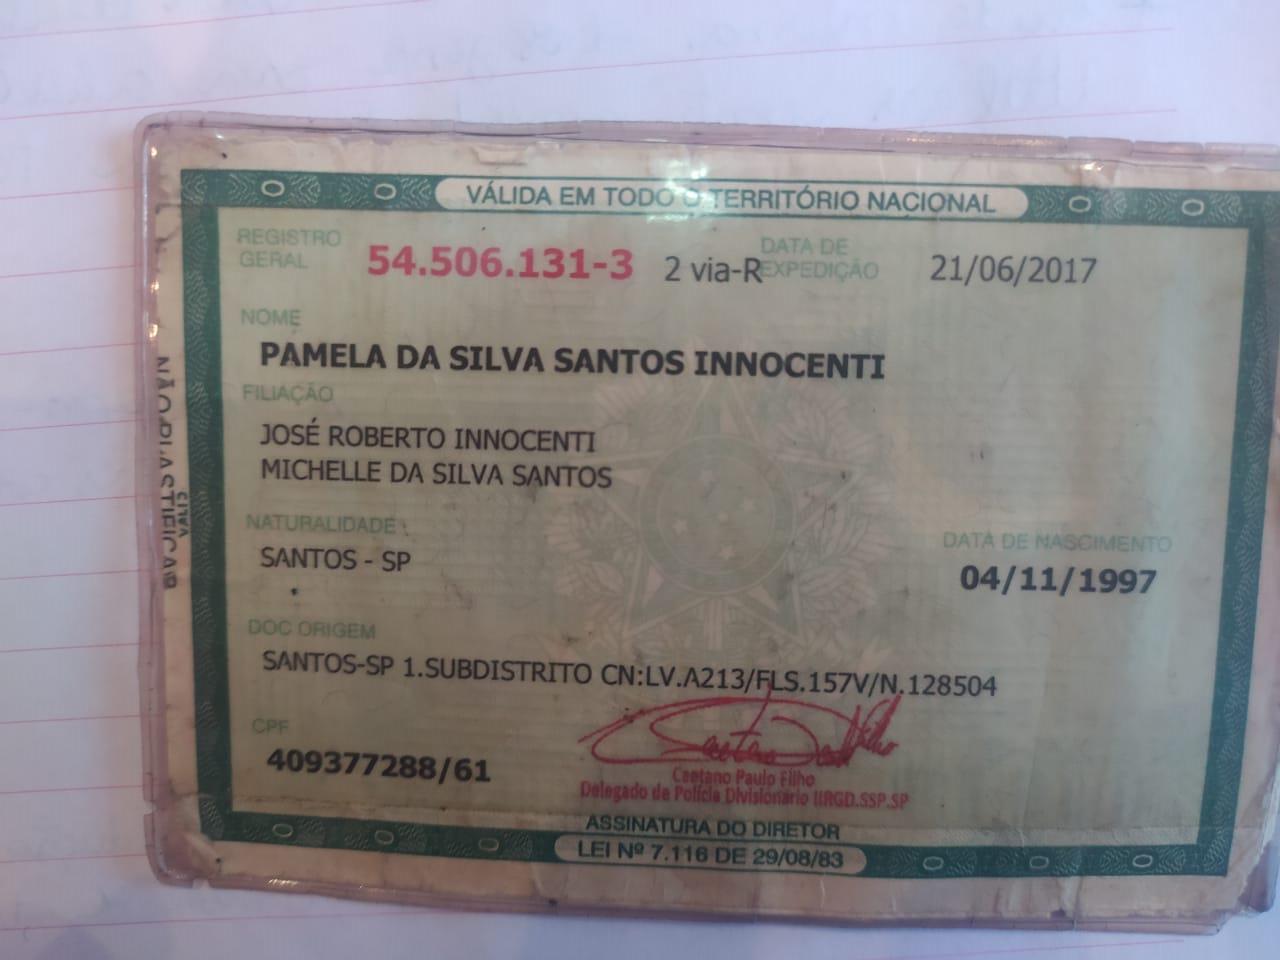 VÁLIDA EM TODO O TERRITÓRIO NACIONAL
REGISTRO GERAL 54.506.131-3 2 via-R DATA DE EXPEDIÇÃO 21/06/2017
NOME
PAMELA DA SILVA SANTOS INNOCENTI
FILIAÇÃO
JOSÉ ROBERTO INNOCENTI
MICHELLE DA SILVA SANTOS
NATURALIDADE
SANTOS - SP
DATA DE NASCIMENTO
04/11/1997
DOC ORIGEM
SANTOS-SP 1.SUBDISTRITO CN:LV.A213/FLS.157V/N.128504
CPF
409377288/61
Caetano Paulo Filho
Delegado de Polícia Divisionário IIRGD.SSP.SP
ASSINATURA DO DIRETOR
LEI Nº 7.116 DE 29/08/83
NÃO PLASTIFICAR